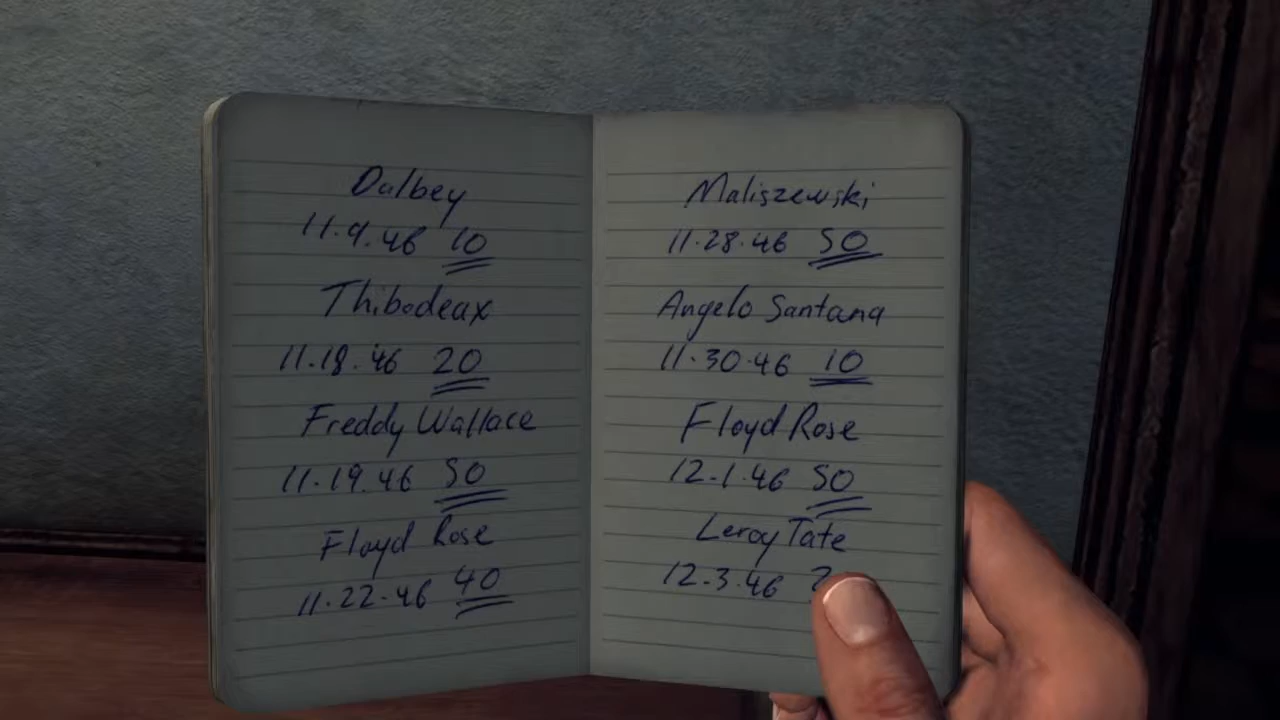 Dalbey
11.9.46 10
Thibodeax
11.18.46 20
Freddy Wallace
11.19.46 50
Floyd Rose
11.22.46 40
Maliszewski
11.28.46 50
Angelo Santana
11.30.46 10
Floyd Rose
12.1.46 50
Leroy Tate
12.3.46